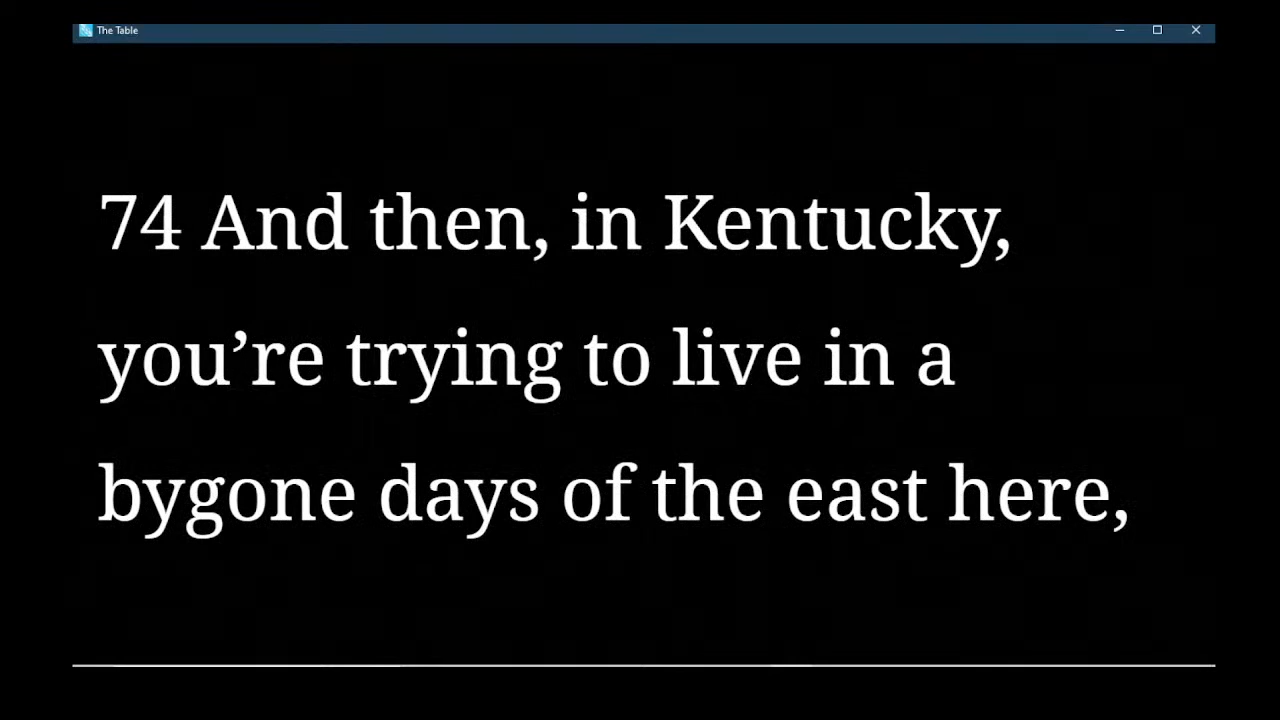 The Table
74 And then, in Kentucky,
you’re trying to live in a
bygone days of the east here,